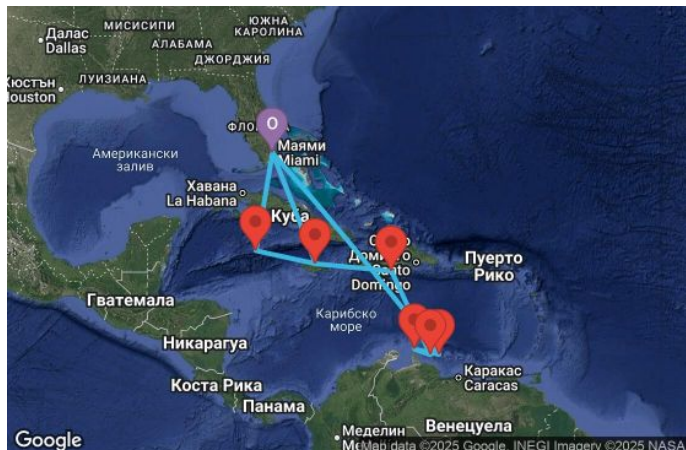 Далас
Dallas
МИСИСИПИ
АЛАБАМА
ЮЖНА
КАРОЛИНА
ДЖОРДЖИЯ
Хюстън
Houston
ЛУИЗИАНА
О
Маями
Miami
Американски
залив
Хавана
La Habana
Куба
Доминго
Santo
Domingo
Пуерто
Рико
Гватемала
Карибско
море
Никарагуа
Коста Рика
Каракас
Caracas
Панама
Меделин
Венецуела
Google
Map data ©2025 Google, INEGI Imagery ©2025 NASA